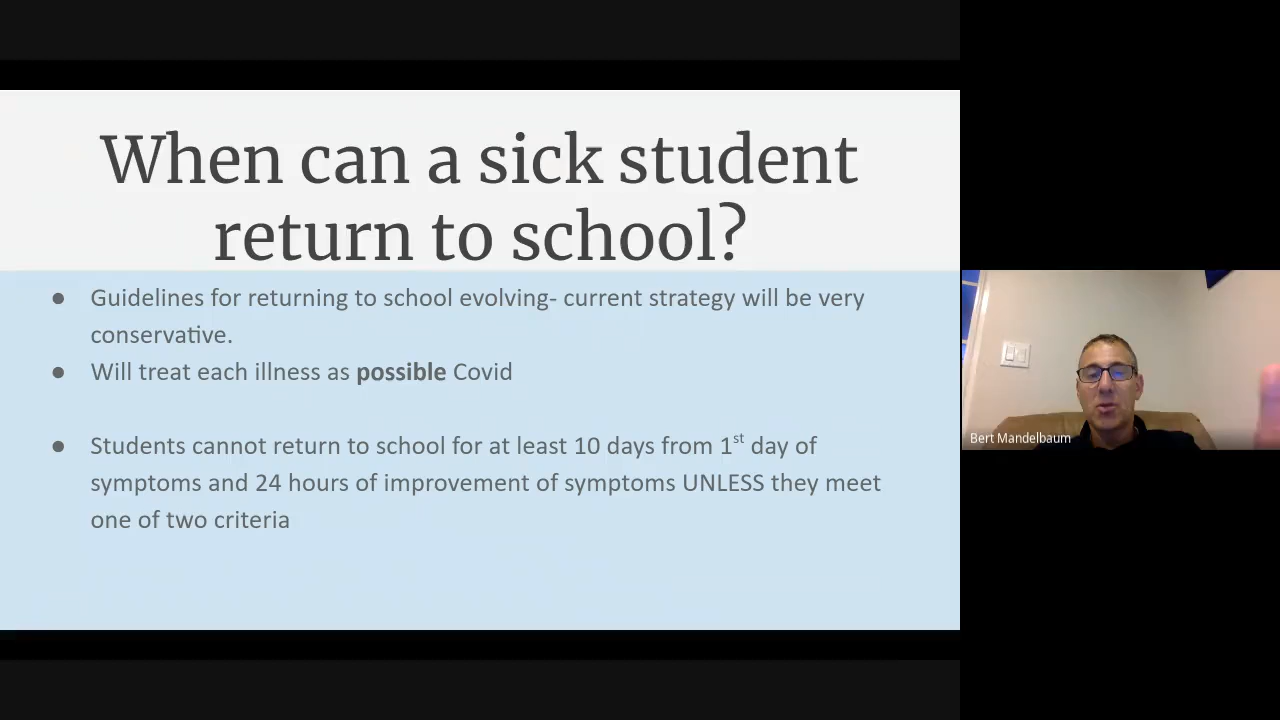 When can a sick student
return to school?
● Guidelines for returning to school evolving- current strategy will be very
conservative.
● Will treat each illness as possible Covid
● Students cannot return to school for at least 10 days from 1st day of
symptoms and 24 hours of improvement of symptoms UNLESS they meet
one of two criteria
Bert Mandelbaum